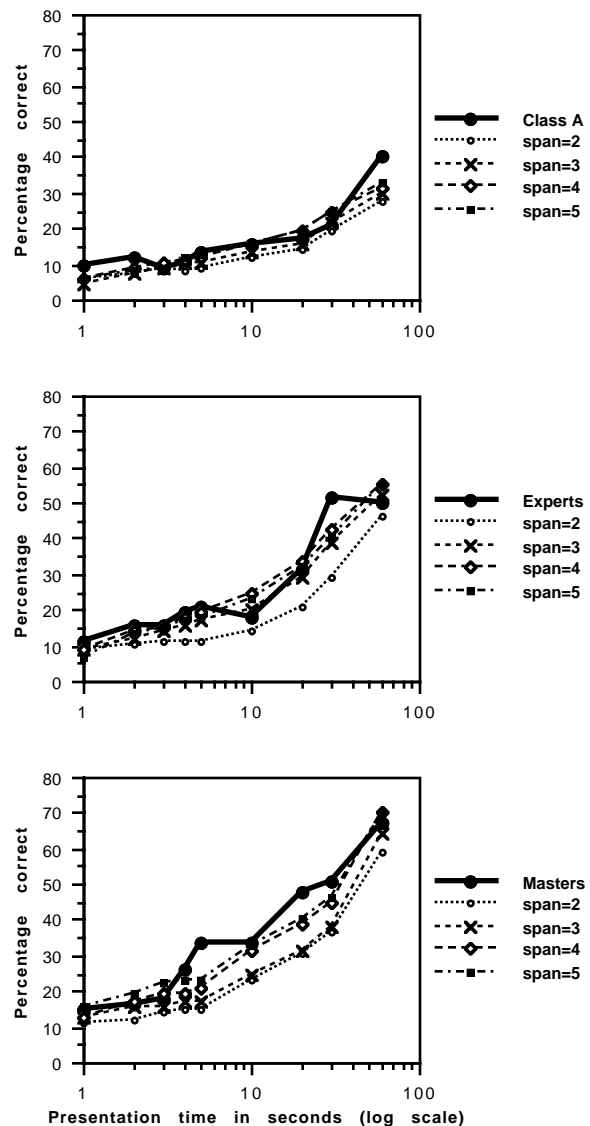 80
70
60
50
40
30
20
10
0
Percentage correct
1 10 100
Class A
span=2
span=3
span=4
span=5
80
70
60
50
40
30
20
10
0
Percentage correct
1 10 100
Experts
span=2
span=3
span=4
span=5
80
70
60
50
40
30
20
10
0
Percentage correct
1 10 100
Masters
span=2
span=3
span=4
span=5
Presentation time in seconds (log scale)